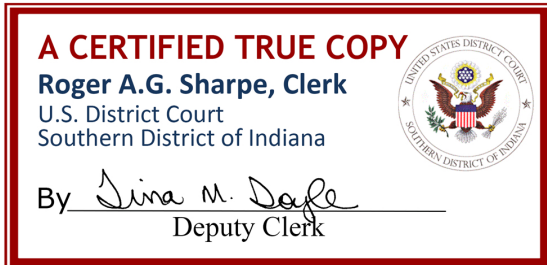 A CERTIFIED TRUE COPY
Roger A.G. Sharpe, Clerk
U.S. District Court
Southern District of Indiana
By Tina M. Doyle
Deputy Clerk
UNITED STATES DISTRICT COURT
SOUTHERN DISTRICT OF INDIANA